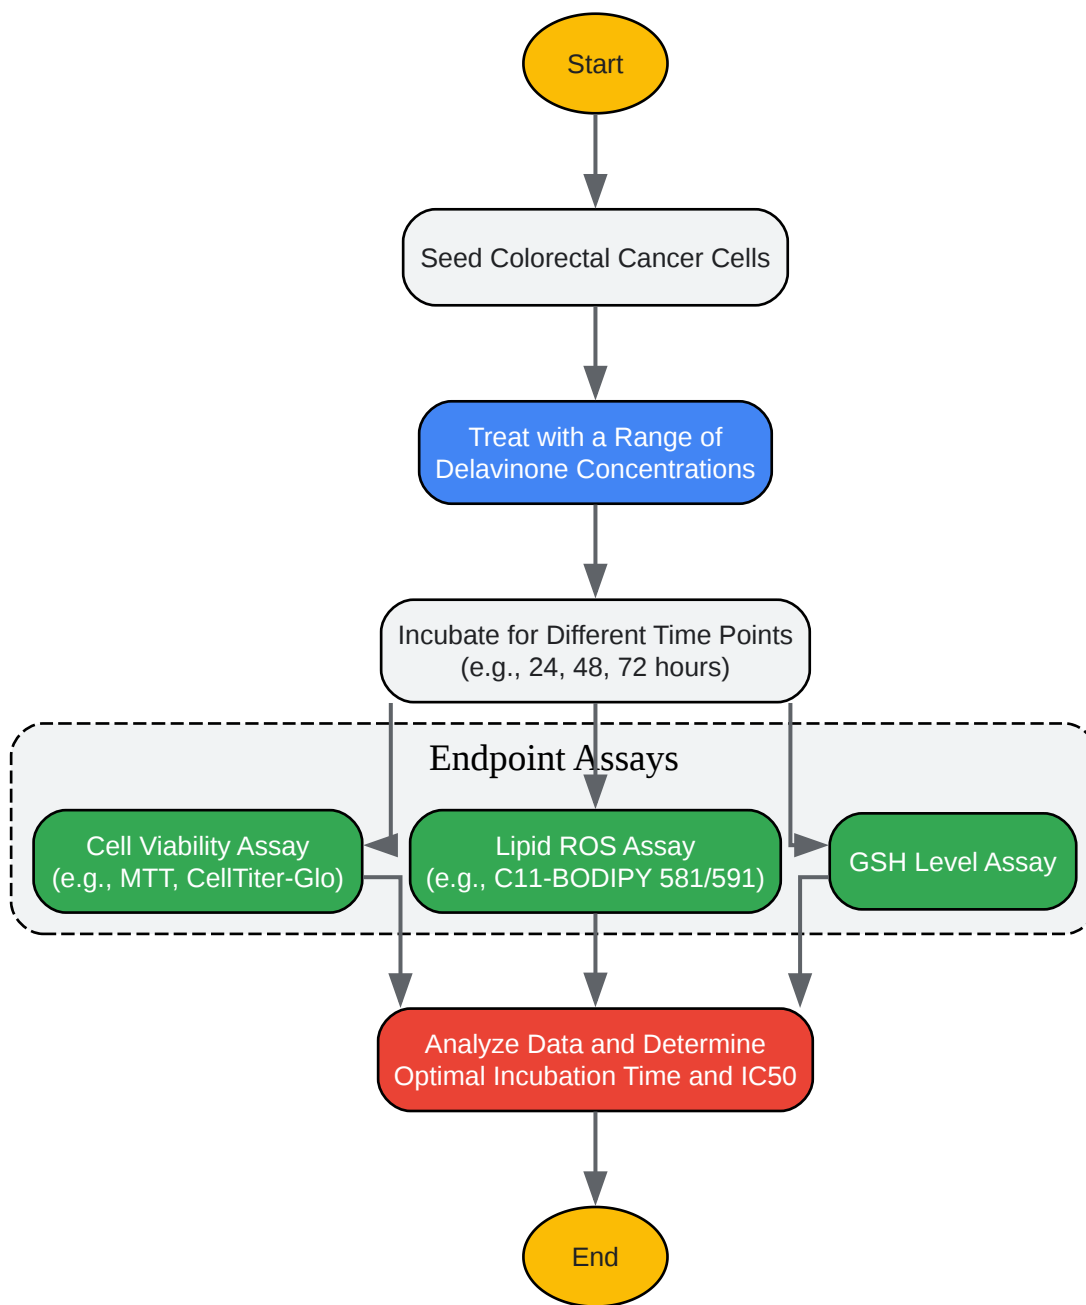 Start
Seed Colorectal Cancer Cells
Treat with a Range of
Delavinone Concentrations
Incubate for Different Time Points
(e.g., 24, 48, 72 hours)
Endpoint Assays
Cell Viability Assay
(e.g., MTT, CellTiter-Glo)
Lipid ROS Assay
(e.g., C11-BODIPY 581/591)
GSH Level Assay
Analyze Data and Determine
Optimal Incubation Time and IC50
End